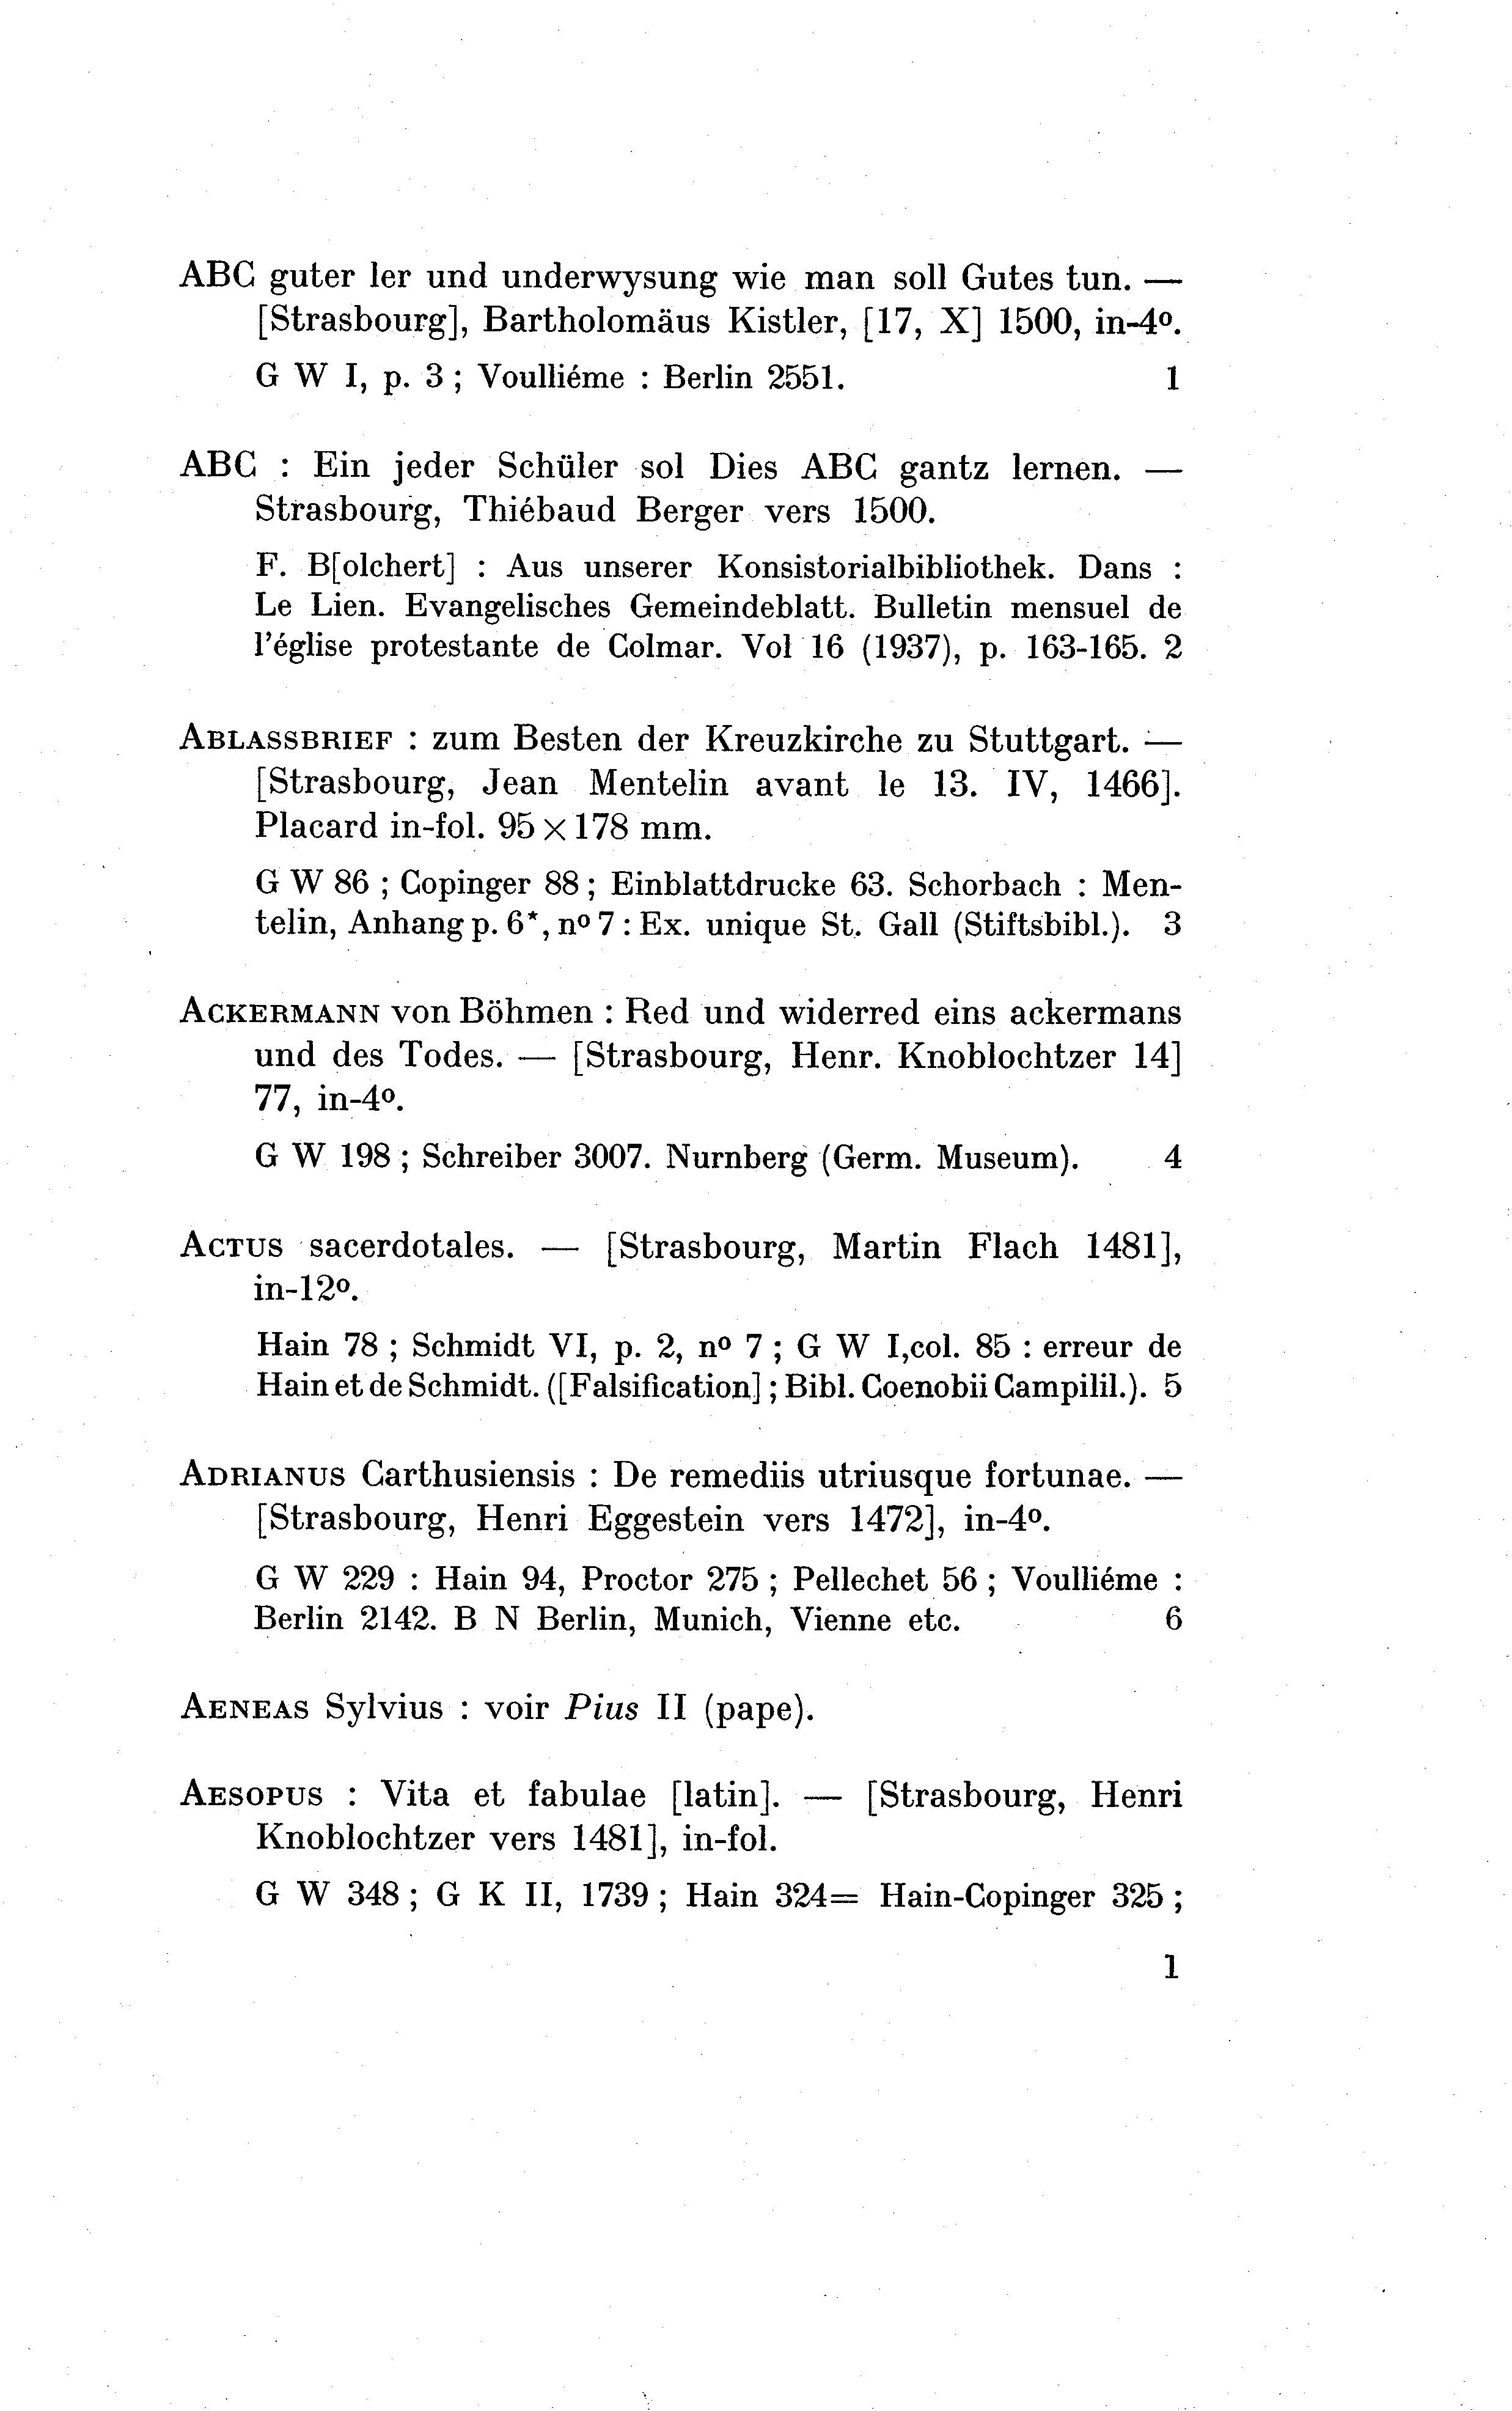 ABC guter ler und underwysung wie man soll Gutes tun. —
[Strasbourg], Bartholomäus Kistler, [17, X] 1500, in-4º.
G W I, p. 3 ; Voulliéme : Berlin 2551. 1
ABC : Ein jeder Schüler sol Dies ABC gantz lernen. —
Strasbourg, Thiébaud Berger vers 1500.
F. B[olchert] : Aus unserer Konsistorialbibliothek. Dans :
Le Lien. Evangelisches Gemeindeblatt. Bulletin mensuel de
l'église protestante de Colmar. Vol 16 (1937), p. 163-165. 2
ABLASSBRIEF : zum Besten der Kreuzkirche zu Stuttgart. —
[Strasbourg, Jean Mentelin avant le 13. IV, 1466].
Placard in-fol. 95 × 178 mm.
G W 86 ; Copinger 88 ; Einblattdrucke 63. Schorbach : Men-
telin, Anhang p. 6*, nº 7 : Ex. unique St. Gall (Stiftsbibl.). 3
ACKERMANN von Böhmen : Red und widerred eins ackermans
und des Todes. — [Strasbourg, Henr. Knoblochtzer 14]
77, in-4º.
G W 198 ; Schreiber 3007. Nurnberg (Germ. Museum). 4
ACTUS sacerdotales. — [Strasbourg, Martin Flach 1481],
in-12º.
Hain 78 ; Schmidt VI, p. 2, nº 7 ; G W I,col. 85 : erreur de
Hain et de Schmidt. ([Falsification] ; Bibl. Coenobii Campilil.). 5
ADRIANUS Carthusiensis : De remediis utriusque fortunae. —
[Strasbourg, Henri Eggestein vers 1472], in-4º.
G W 229 : Hain 94, Proctor 275 ; Pellechet 56 ; Voulliéme :
Berlin 2142. B N Berlin, Munich, Vienne etc. 6
AENEAS Sylvius : voir Pius II (pape).
AESOPUS : Vita et fabulae [latin]. — [Strasbourg, Henri
Knoblochtzer vers 1481], in-fol.
G W 348 ; G K II, 1739 ; Hain 324= Hain-Copinger 325 ;
1